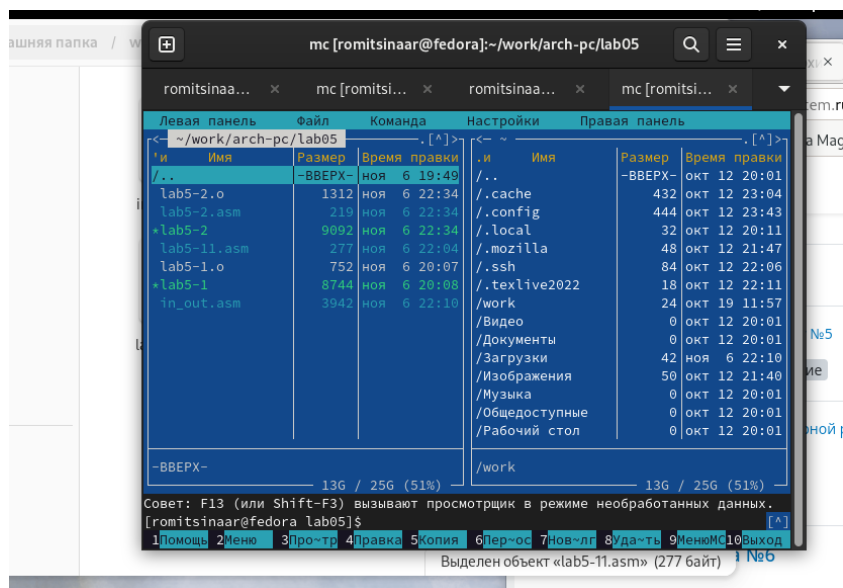 ашняя папка / w
mc [romitsinaar@fedora]:~/work/arch-pc/lab05
romitsinaa... × mc [romitsi... × romitsinaa... × mc [romitsi... ×
Левая панель Файл Команда Настройки Правая панель
<— ~/work/arch-pc/lab05 —.[^]>
'и Имя Размер Время правки
/.. -ВВЕРХ- ноя 6 19:49
lab5-2.o 1312 ноя 6 22:34
lab5-2.asm 219 ноя 6 22:34
*lab5-2 9092 ноя 6 22:34
lab5-11.asm 277 ноя 6 22:04
lab5-1.o 752 ноя 6 20:07
*lab5-1 8744 ноя 6 20:08
in_out.asm 3942 ноя 6 22:10
-ВВЕРХ-
13G / 25G (51%)
<— ~ —.[^]>
.и Имя Размер Время правки
/.. -ВВЕРХ- окт 12 20:01
/.cache 432 окт 12 23:04
/.config 444 окт 12 23:43
/.local 32 окт 12 20:11
/.mozilla 48 окт 12 21:47
/.ssh 84 окт 12 22:06
/.texlive2022 18 окт 12 22:11
/work 24 окт 19 11:57
/Видео 0 окт 12 20:01
/Документы 0 окт 12 20:01
/Загрузки 42 ноя 6 22:10
/Изображения 50 окт 12 21:40
/Музыка 0 окт 12 20:01
/Общедоступные 0 окт 12 20:01
/Рабочий стол 0 окт 12 20:01
/work
13G / 25G (51%)
Совет: F13 (или Shift-F3) вызывают просмотрщик в режиме необработанных данных.
[romitsinaar@fedora lab05]$ [^]
1Помощь 2Меню 3Про~тр 4Правка 5Копия 6Пер~ос 7Нов~лг 8Уда~ть 9МенюМС 10Выход
Выделен объект «lab5-11.asm» (277 байт)
tem.r
a Mag
№5
ие
ной р
а №6